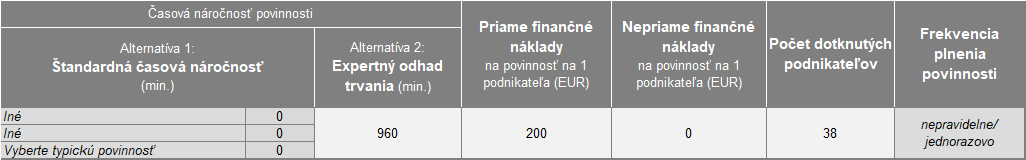 Časová náročnosť povinnosti
Alternatíva 1:
Štandardná časová náročnosť
(min.)
Alternatíva 2:
Expertný odhad
trvania (min.)
Priame finančné
náklady
na povinnosť na 1
podnikateľa (EUR)
Nepriame finančné
náklady
na povinnosť na 1
podnikateľa (EUR)
Počet dotknutých
podnikateľov
Frekvencia
plnenia
povinnosti
Iné 0
Iné 0
Vyberte typickú povinnosť 0
960
200
0
38
nepravidelne/
jednorazovo